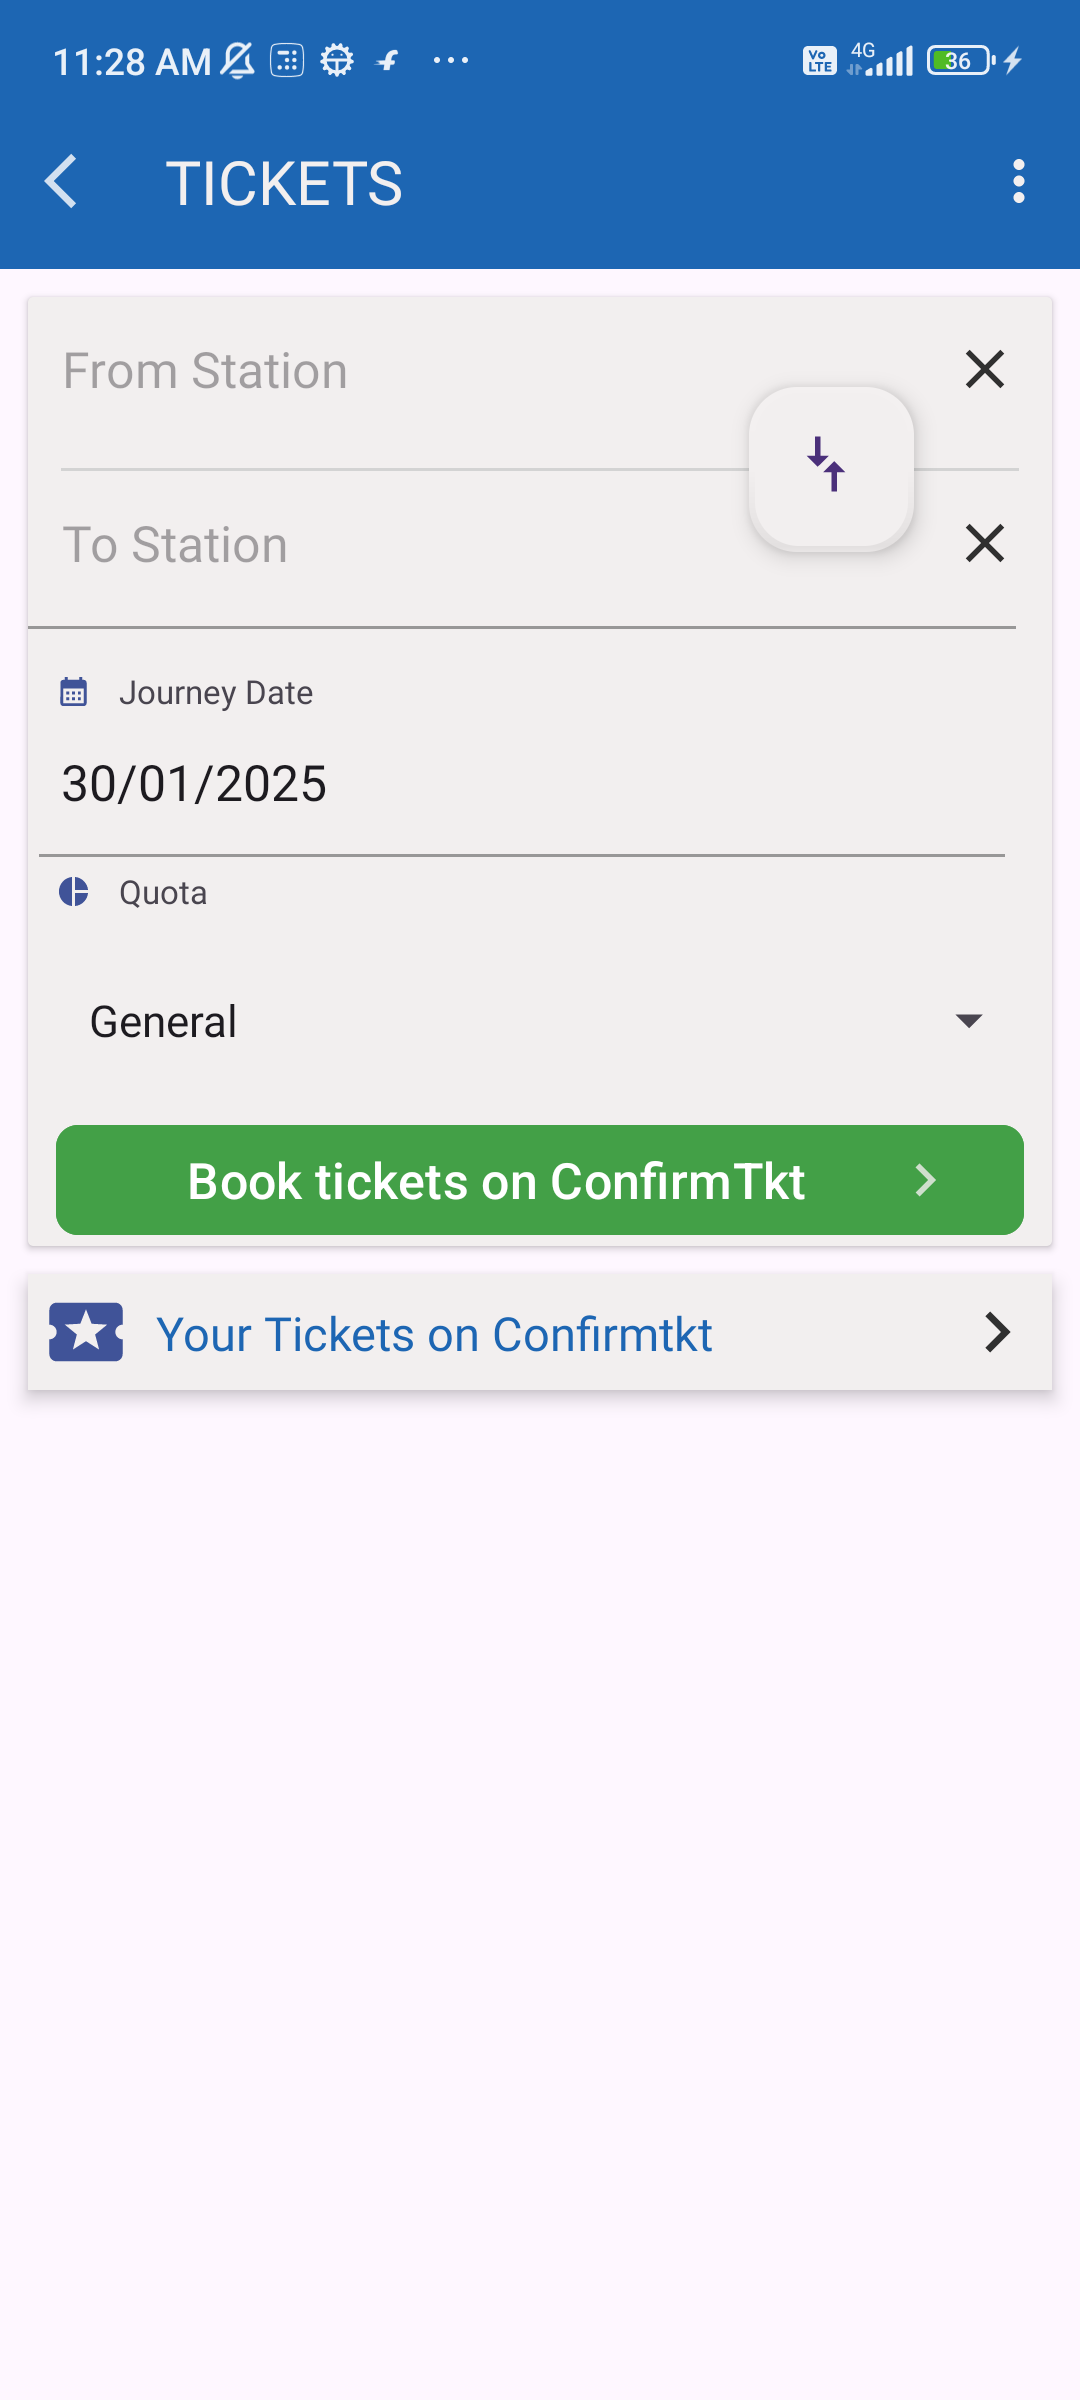 11:28 AM
Vo LTE
4G
36
TICKETS
From Station
To Station
Journey Date
30/01/2025
Quota
General
Book tickets on ConfirmTkt
Your Tickets on Confirmtkt